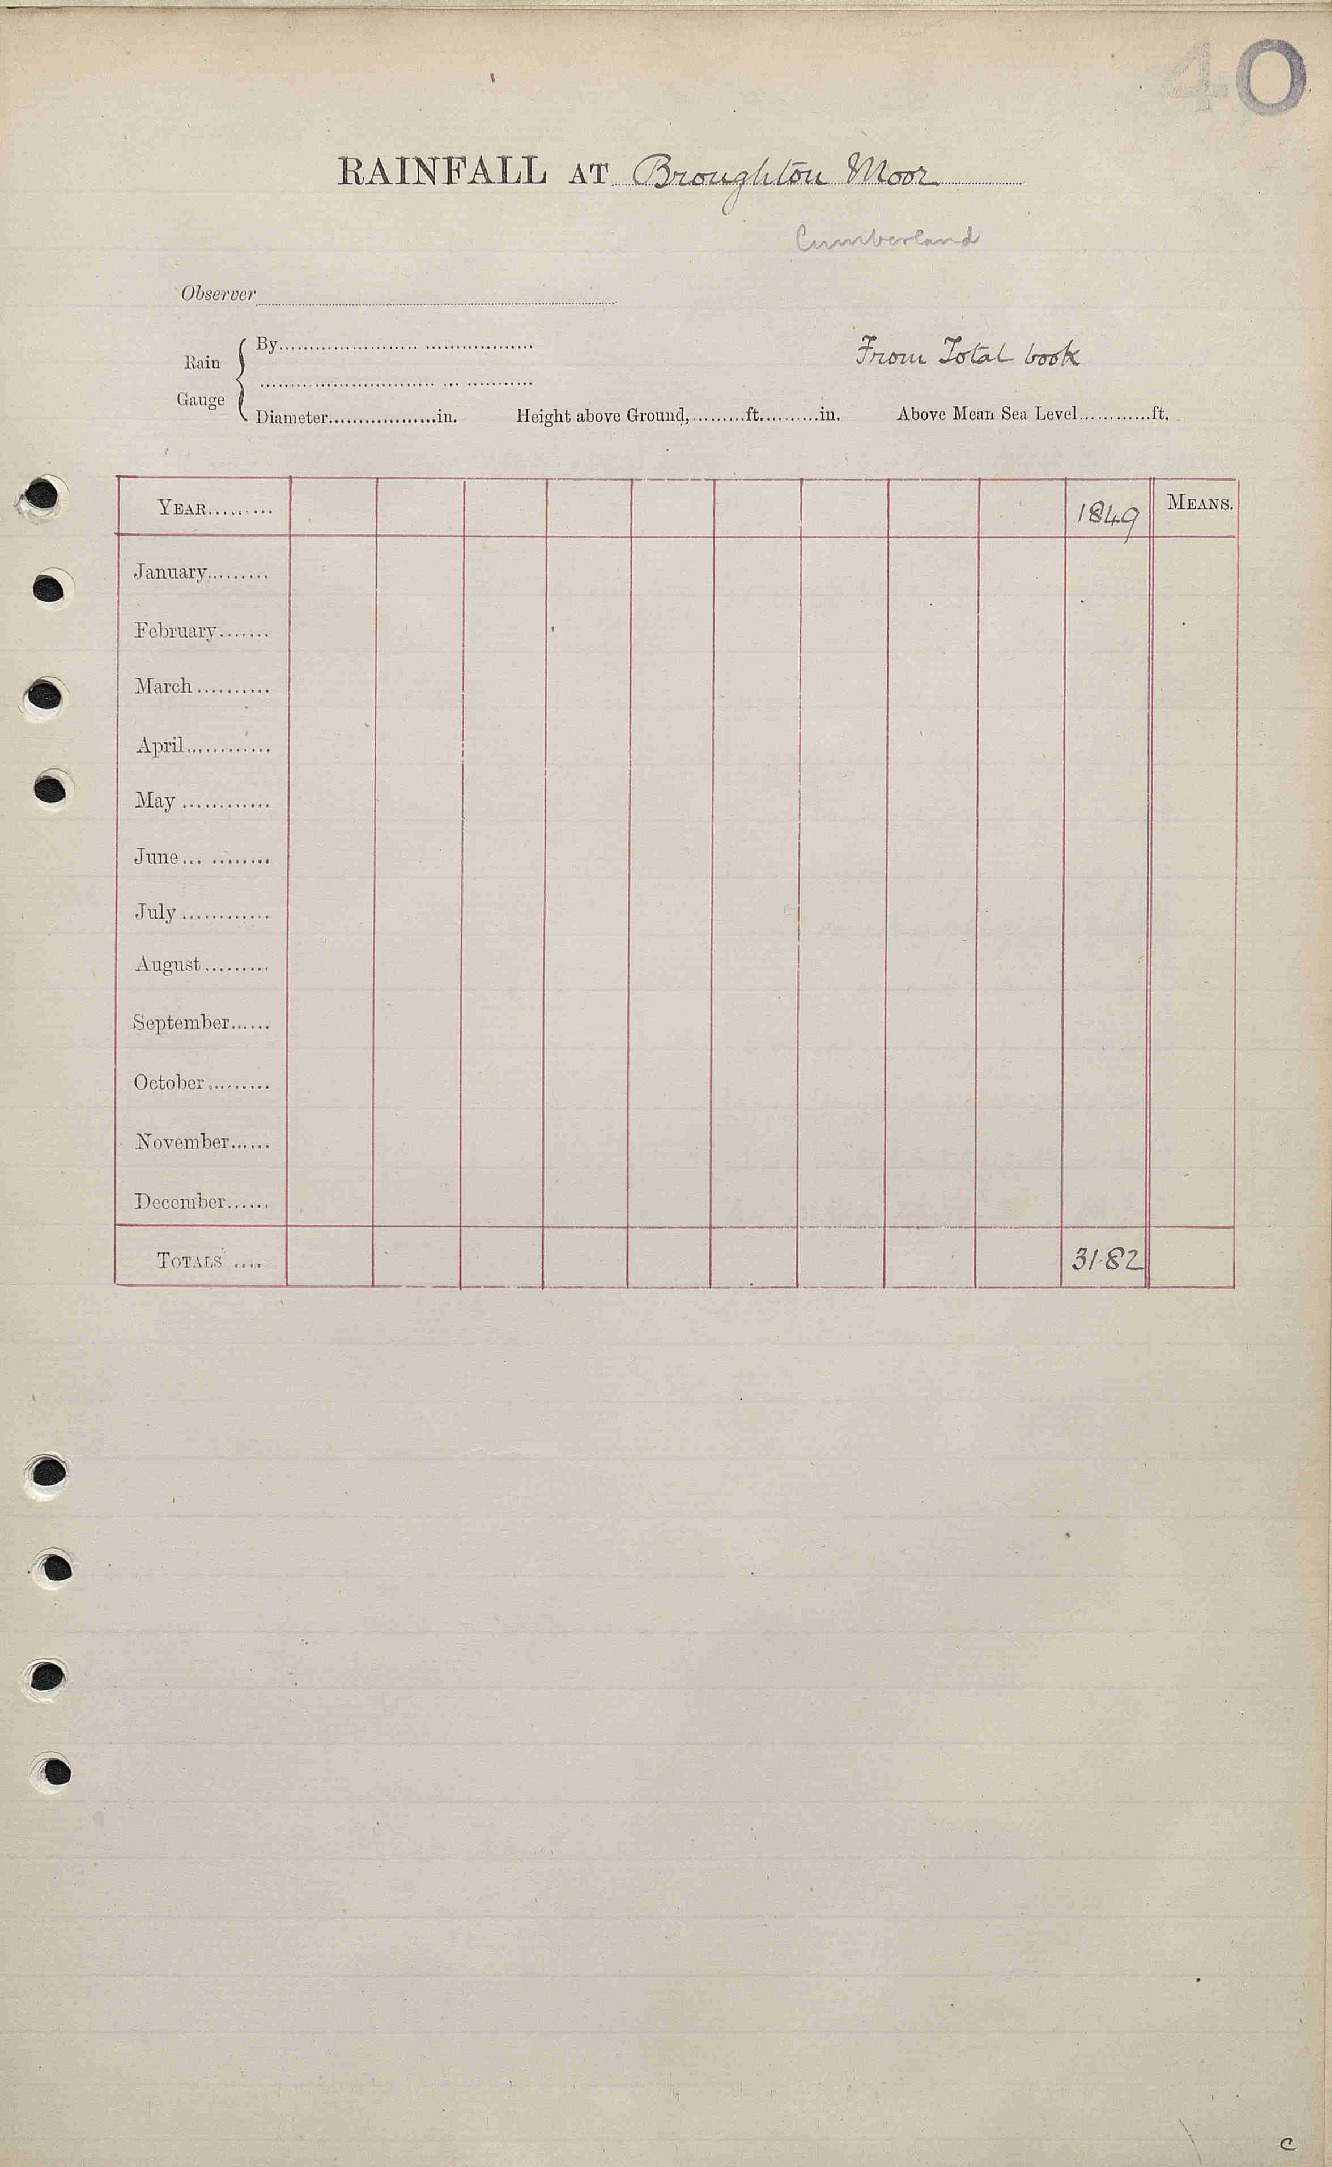 40
RAINFALL AT Broughton Moor
Cumberland
Observer
Rain Gauge
By
Diameter in. Height above Ground, ft. in. Above Mean Sea Level ft.
From Total book
YEAR 1849 MEANS.
January
February
March
April
May
June
July
August
September
October
November
December
TOTALS 31.82
c